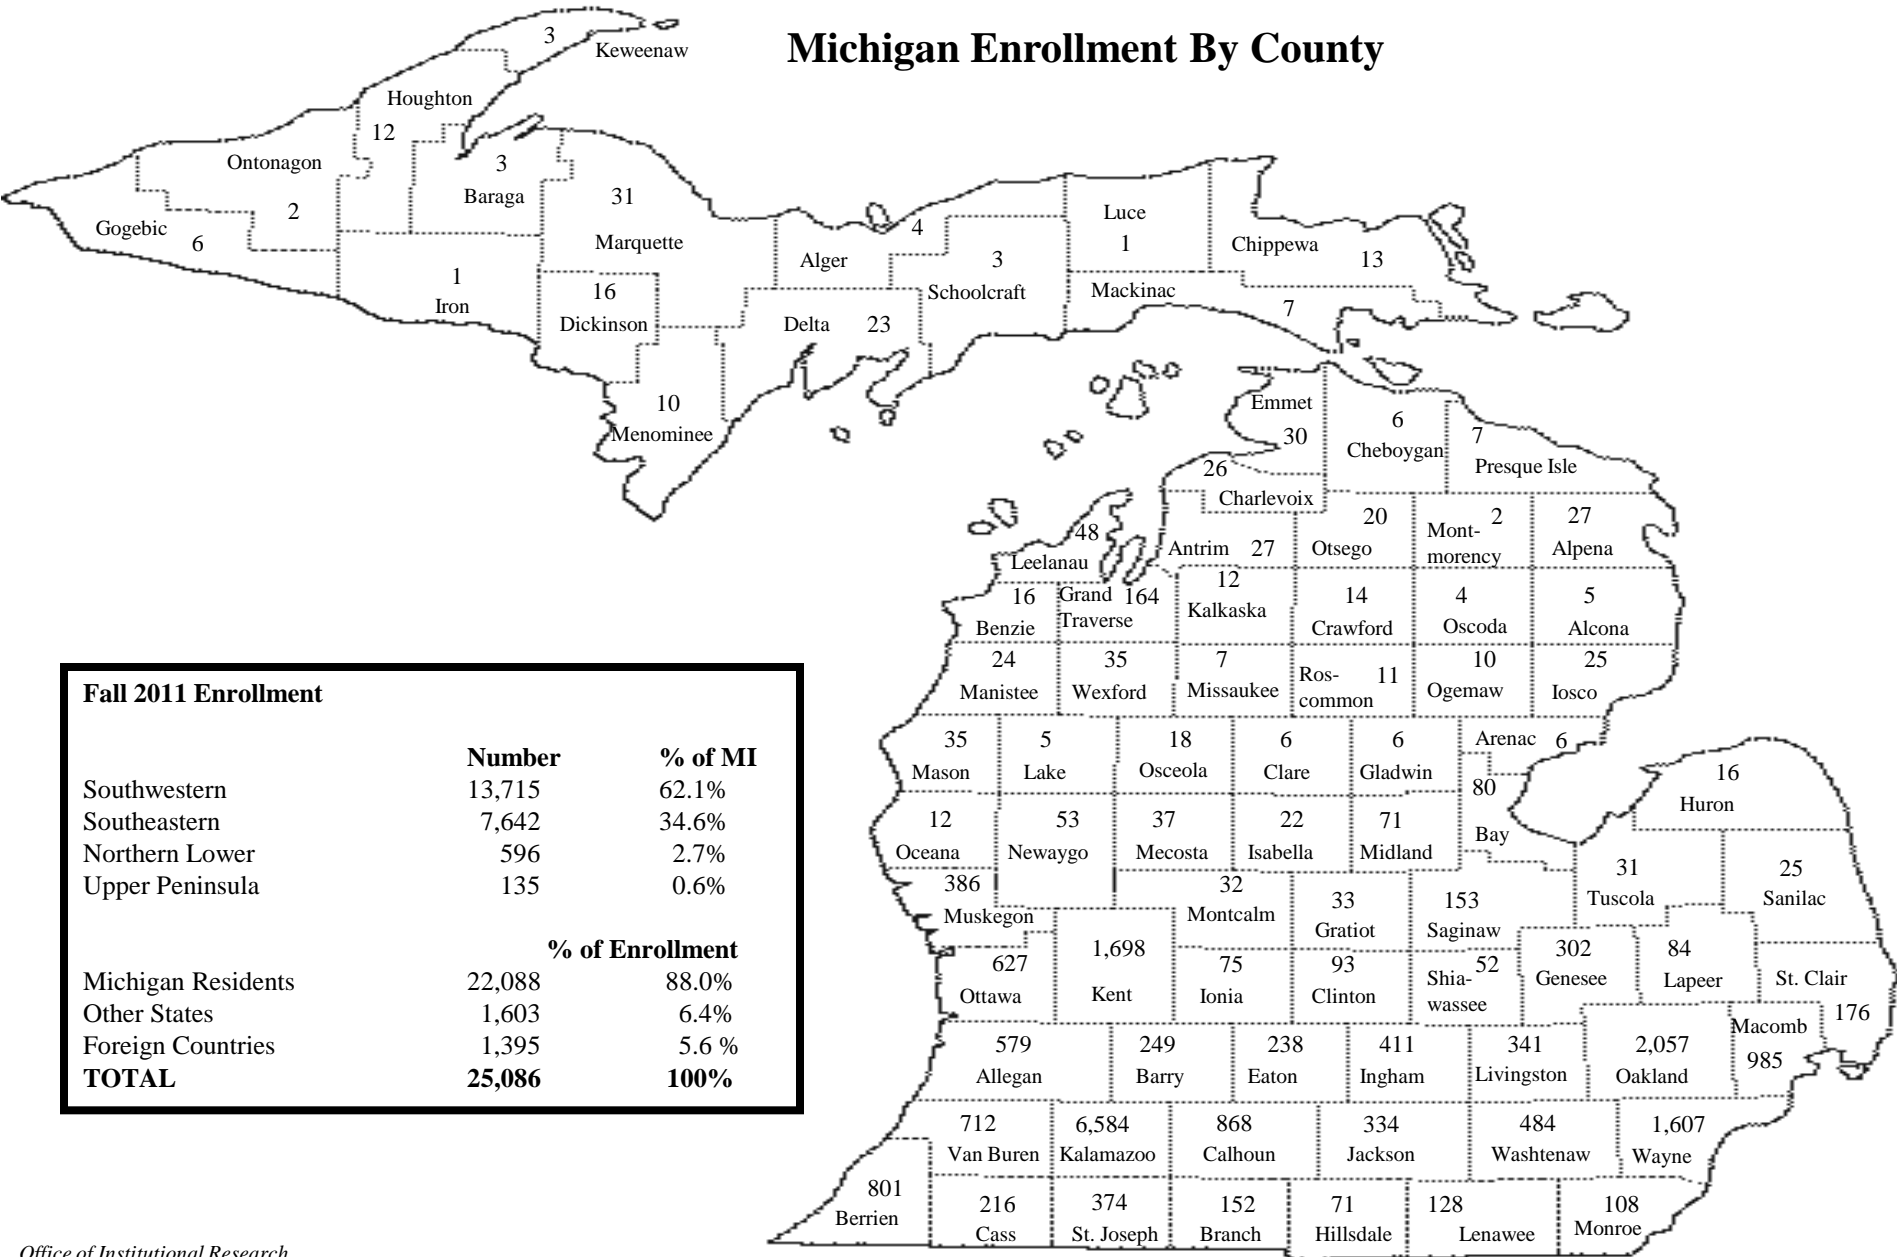 Michigan Enrollment By County
3
Keweenaw
Houghton
12
Ontonagon
2
3
Baraga
31
Marquette
Gogebic
6
1
Iron
16
Dickinson
4
Alger
3
Schoolcraft
Luce
1
Chippewa
13
Mackinac
7
Delta 23
10
Menominee
Emmet
30
6
Cheboygan
7
Presque Isle
26
Charlevoix
48
Leelanau
Antrim 27
20
Otsego
2
Mont-
morency
27
Alpena
16
Benzie
Grand 164
Traverse
12
Kalkaska
14
Crawford
4
Oscoda
5
Alcona
24
Manistee
35
Wexford
7
Missaukee
Ros- 11
common
10
Ogemaw
25
Iosco
35
Mason
5
Lake
18
Osceola
6
Clare
6
Gladwin
Arenac 6
80
Bay
16
Huron
12
Oceana
53
Newaygo
37
Mecosta
22
Isabella
71
Midland
31
Tuscola
25
Sanilac
386
Muskegon
32
Montcalm
33
Gratiot
153
Saginaw
627
Ottawa
1,698
Kent
75
Ionia
93
Clinton
52
Shia-
wassee
302
Genesee
84
Lapeer
St. Clair
176
579
Allegan
249
Barry
238
Eaton
411
Ingham
341
Livingston
2,057
Oakland
Macomb
985
712
Van Buren
6,584
Kalamazoo
868
Calhoun
334
Jackson
484
Washtenaw
1,607
Wayne
801
Berrien
216
Cass
374
St. Joseph
152
Branch
71
Hillsdale
128
Lenawee
108
Monroe
Fall 2011 Enrollment
Number % of MI
Southwestern 13,715 62.1%
Southeastern 7,642 34.6%
Northern Lower 596 2.7%
Upper Peninsula 135 0.6%
% of Enrollment
Michigan Residents 22,088 88.0%
Other States 1,603 6.4%
Foreign Countries 1,395 5.6 %
TOTAL 25,086 100%
Office of Institutional Research